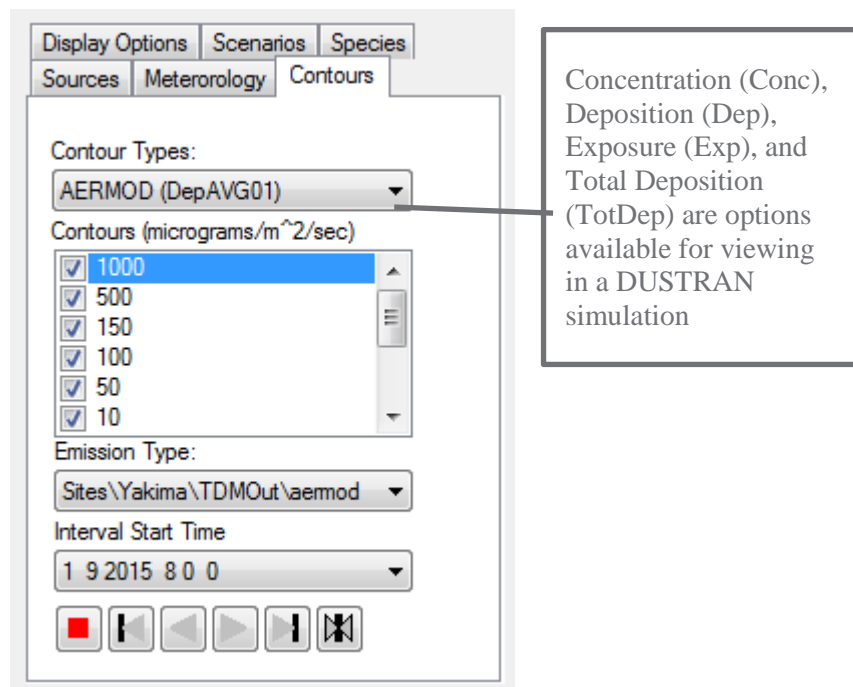 Display Options Scenarios Species
Sources Meterorology Contours
Contour Types:
AERMOD (DepAVG01)
Contours (micrograms/m^2/sec)
1000
500
150
100
50
10
Emission Type:
Sites\Yakima\TDMOut\aermod
Interval Start Time
1 9 2015 8 0 0
Concentration (Conc),
Deposition (Dep),
Exposure (Exp), and
Total Deposition
(TotDep) are options
available for viewing
in a DUSTRAN
simulation